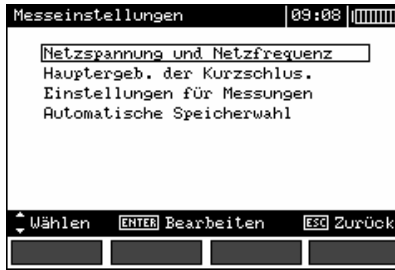 Messeinstellungen 09:08
Netzspannung und Netzfrequenz
Hauptergeb. der Kurzschlus.
Einstellungen für Messungen
Automatische Speicherwahl
Wählen ENTER Bearbeiten ESC Zurück